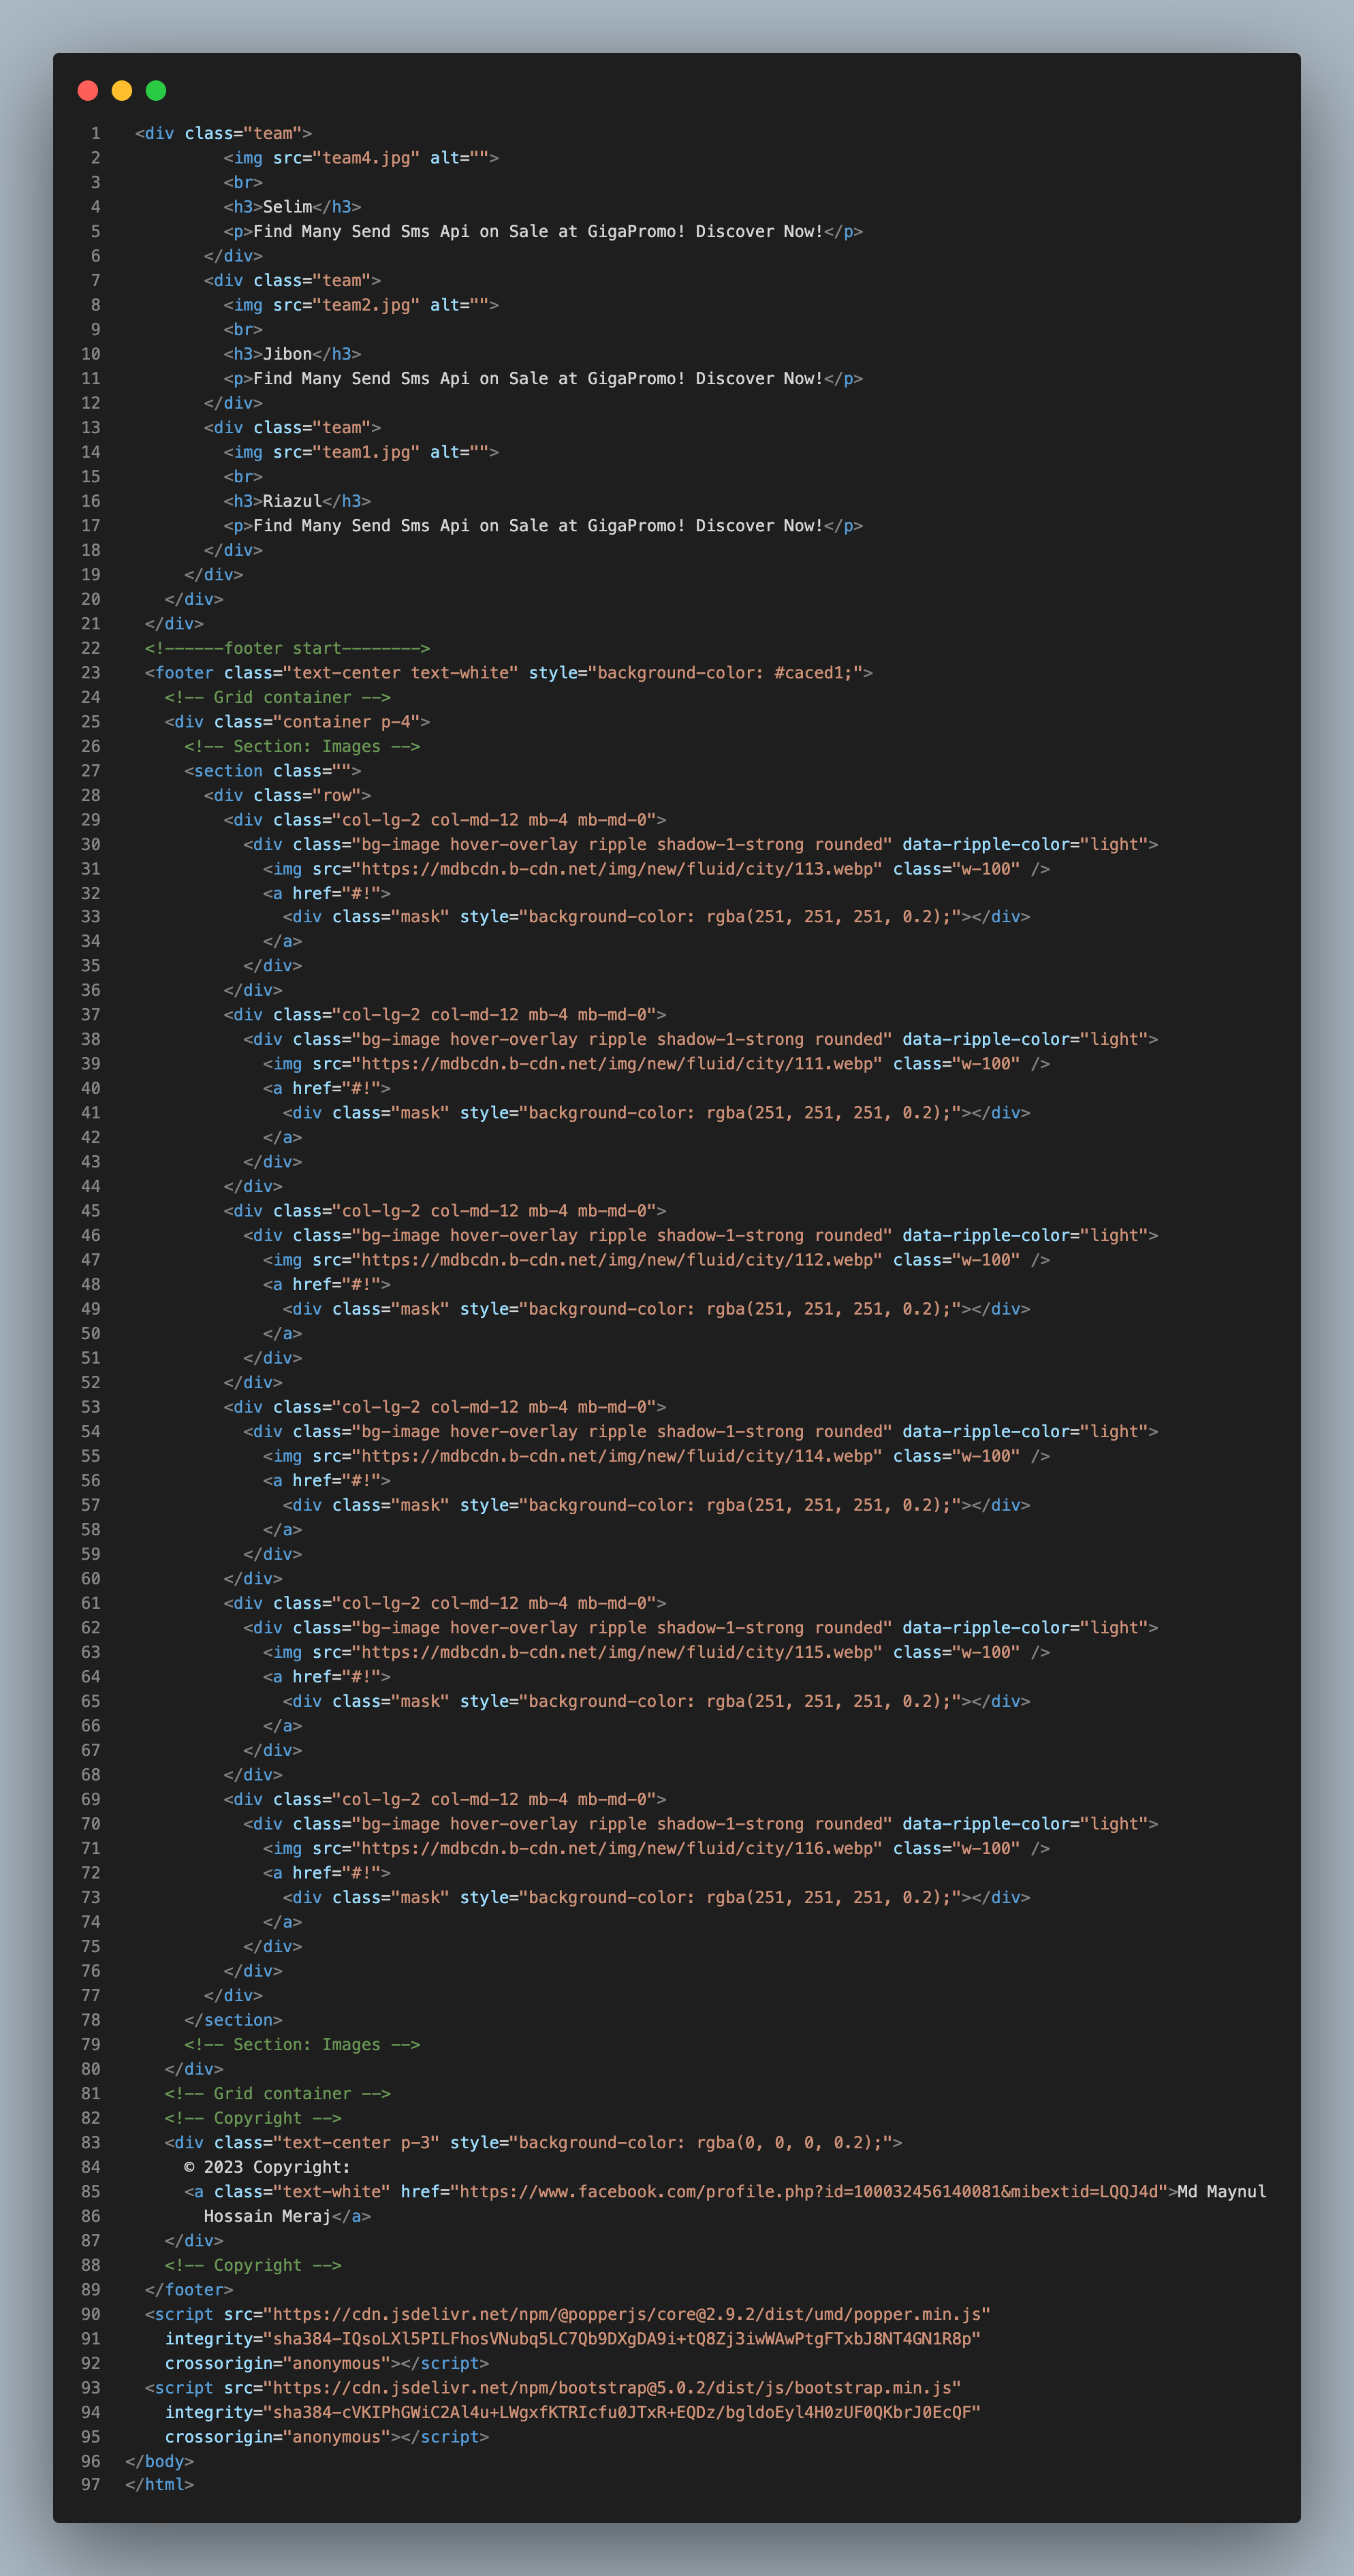 1 <div class="team">
2 <img src="team4.jpg" alt="">
3 <br>
4 <h3>Selim</h3>
5 <p>Find Many Send Sms Api on Sale at GigaPromo! Discover Now!</p>
6 </div>
7 <div class="team">
8 <img src="team2.jpg" alt="">
9 <br>
10 <h3>Jibon</h3>
11 <p>Find Many Send Sms Api on Sale at GigaPromo! Discover Now!</p>
12 </div>
13 <div class="team">
14 <img src="team1.jpg" alt="">
15 <br>
16 <h3>Riazul</h3>
17 <p>Find Many Send Sms Api on Sale at GigaPromo! Discover Now!</p>
18 </div>
19 </div>
20 </div>
21 </div>
22 <!------footer start-------->
23 <footer class="text-center text-white" style="background-color: #caced1;">
24 <!-- Grid container -->
25 <div class="container p-4">
26 <!-- Section: Images -->
27 <section class="">
28 <div class="row">
29 <div class="col-lg-2 col-md-12 mb-4 mb-md-0">
30 <div class="bg-image hover-overlay ripple shadow-1-strong rounded" data-ripple-color="light">
31 <img src="https://mdbcdn.b-cdn.net/img/new/fluid/city/113.webp" class="w-100" />
32 <a href="#!">
33 <div class="mask" style="background-color: rgba(251, 251, 251, 0.2);"></div>
34 </a>
35 </div>
36 </div>
37 <div class="col-lg-2 col-md-12 mb-4 mb-md-0">
38 <div class="bg-image hover-overlay ripple shadow-1-strong rounded" data-ripple-color="light">
39 <img src="https://mdbcdn.b-cdn.net/img/new/fluid/city/111.webp" class="w-100" />
40 <a href="#!">
41 <div class="mask" style="background-color: rgba(251, 251, 251, 0.2);"></div>
42 </a>
43 </div>
44 </div>
45 <div class="col-lg-2 col-md-12 mb-4 mb-md-0">
46 <div class="bg-image hover-overlay ripple shadow-1-strong rounded" data-ripple-color="light">
47 <img src="https://mdbcdn.b-cdn.net/img/new/fluid/city/112.webp" class="w-100" />
48 <a href="#!">
49 <div class="mask" style="background-color: rgba(251, 251, 251, 0.2);"></div>
50 </a>
51 </div>
52 </div>
53 <div class="col-lg-2 col-md-12 mb-4 mb-md-0">
54 <div class="bg-image hover-overlay ripple shadow-1-strong rounded" data-ripple-color="light">
55 <img src="https://mdbcdn.b-cdn.net/img/new/fluid/city/114.webp" class="w-100" />
56 <a href="#!">
57 <div class="mask" style="background-color: rgba(251, 251, 251, 0.2);"></div>
58 </a>
59 </div>
60 </div>
61 <div class="col-lg-2 col-md-12 mb-4 mb-md-0">
62 <div class="bg-image hover-overlay ripple shadow-1-strong rounded" data-ripple-color="light">
63 <img src="https://mdbcdn.b-cdn.net/img/new/fluid/city/115.webp" class="w-100" />
64 <a href="#!">
65 <div class="mask" style="background-color: rgba(251, 251, 251, 0.2);"></div>
66 </a>
67 </div>
68 </div>
69 <div class="col-lg-2 col-md-12 mb-4 mb-md-0">
70 <div class="bg-image hover-overlay ripple shadow-1-strong rounded" data-ripple-color="light">
71 <img src="https://mdbcdn.b-cdn.net/img/new/fluid/city/116.webp" class="w-100" />
72 <a href="#!">
73 <div class="mask" style="background-color: rgba(251, 251, 251, 0.2);"></div>
74 </a>
75 </div>
76 </div>
77 </div>
78 </section>
79 <!-- Section: Images -->
80 </div>
81 <!-- Grid container -->
82 <!-- Copyright -->
83 <div class="text-center p-3" style="background-color: rgba(0, 0, 0, 0.2);">
84 © 2023 Copyright:
85 <a class="text-white" href="https://www.facebook.com/profile.php?id=100032456140081&mibextid=LQQJ4d">Md Maynul
86 Hossain Meraj</a>
87 </div>
88 <!-- Copyright -->
89 </footer>
90 <script src="https://cdn.jsdelivr.net/npm/@popperjs/core@2.9.2/dist/umd/popper.min.js"
91 integrity="sha384-IQsoLXl5PILFhosVNubq5LC7Qb9DXgDA9i+tQ8Zj3iwWAwPtgFTxbJ8NT4GN1R8p"
92 crossorigin="anonymous"></script>
93 <script src="https://cdn.jsdelivr.net/npm/bootstrap@5.0.2/dist/js/bootstrap.min.js"
94 integrity="sha384-cVKIPhGWiC2Al4u+LWgxfKTRIcfu0JTxR+EQDz/bgldoEyl4H0zUF0QKbrJ0EcQF"
95 crossorigin="anonymous"></script>
96 </body>
97 </html>